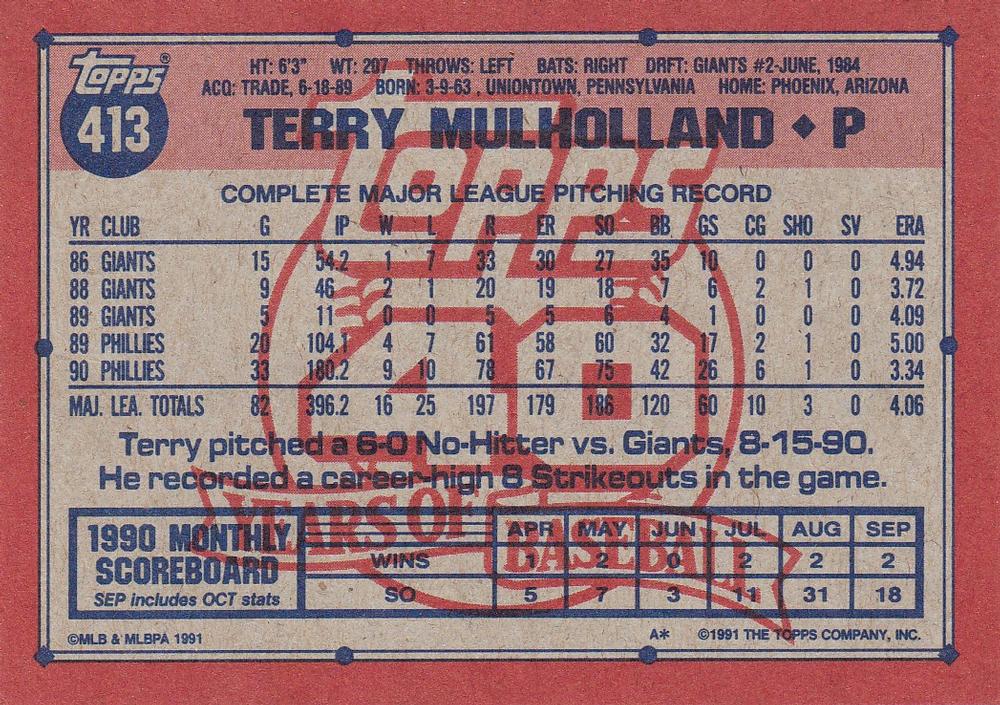 Topps®
413
HT: 6'3" WT: 207 THROWS: LEFT BATS: RIGHT DRFT: GIANTS #2-JUNE, 1984
ACQ: TRADE, 6-18-89 BORN: 3-9-63 , UNIONTOWN, PENNSYLVANIA HOME: PHOENIX, ARIZONA
TERRY MULHOLLAND ◆ P
Topps
40
YEARS OF BASEBALL
COMPLETE MAJOR LEAGUE PITCHING RECORD
YR CLUB G IP W L R ER SO BB GS CG SHO SV ERA
86 GIANTS 15 54.2 1 7 33 30 27 35 10 0 0 0 4.94
88 GIANTS 9 46 2 1 20 19 18 7 6 2 1 0 3.72
89 GIANTS 5 11 0 0 5 5 6 4 1 0 0 0 4.09
89 PHILLIES 20 104.1 4 7 61 58 60 32 17 2 1 0 5.00
90 PHILLIES 33 180.2 9 10 78 67 75 42 26 6 1 0 3.34
MAJ. LEA. TOTALS 82 396.2 16 25 197 179 186 120 60 10 3 0 4.06
Terry pitched a 6-0 No-Hitter vs. Giants, 8-15-90.
He recorded a career-high 8 Strikeouts in the game.
1990 MONTHLY
SCOREBOARD
SEP includes OCT stats
APR MAY JUN JUL AUG SEP
WINS 1 2 0 2 2 2
SO 5 7 3 11 31 18
©MLB & MLBPA 1991
A* ©1991 THE TOPPS COMPANY, INC.